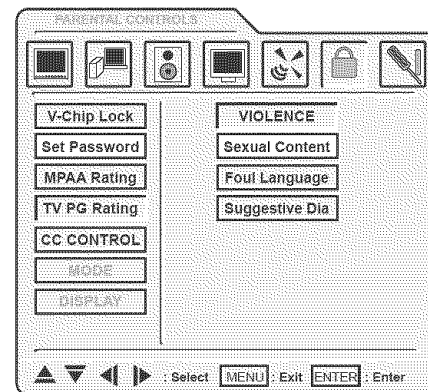 PARENTAL CONTROLS
V-Chip Lock
Set Password
MPAA Rating
TV PG Rating
CC CONTROL
MODE
DISPLAY
VIOLENCE
Sexual Content
Foul Language
Suggestive Dia
: Select MENU : Exit ENTER : Enter